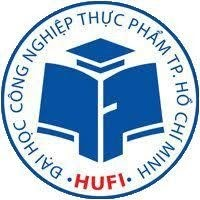 ĐẠI HỌC CÔNG NGHIỆP THỰC PHẨM TP. HỒ CHÍ MINH
HUFI